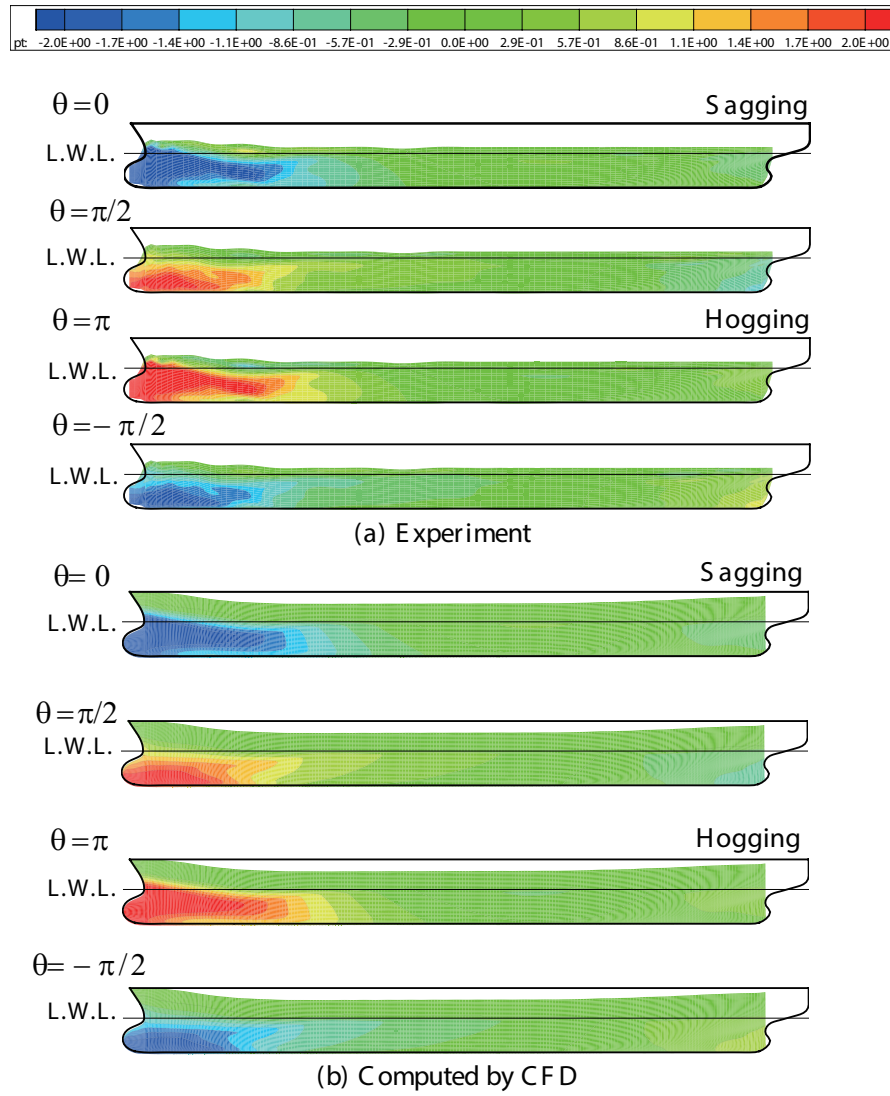 pt: -2.0E+00 -1.7E+00 -1.4E+00 -1.1E+00 -8.6E-01 -5.7E-01 -2.9E-01 0.0E+00 2.9E-01 5.7E-01 8.6E-01 1.1E+00 1.4E+00 1.7E+00 2.0E+00
θ=0 Sagging
L.W.L.
θ=π/2
L.W.L.
θ=π Hogging
L.W.L.
θ=− π/2
L.W.L.
(a) Experiment
θ= 0 Sagging
L.W.L.
θ=π/2
L.W.L.
θ=π Hogging
L.W.L.
θ=− π/2
L.W.L.
(b) Computed by CFD